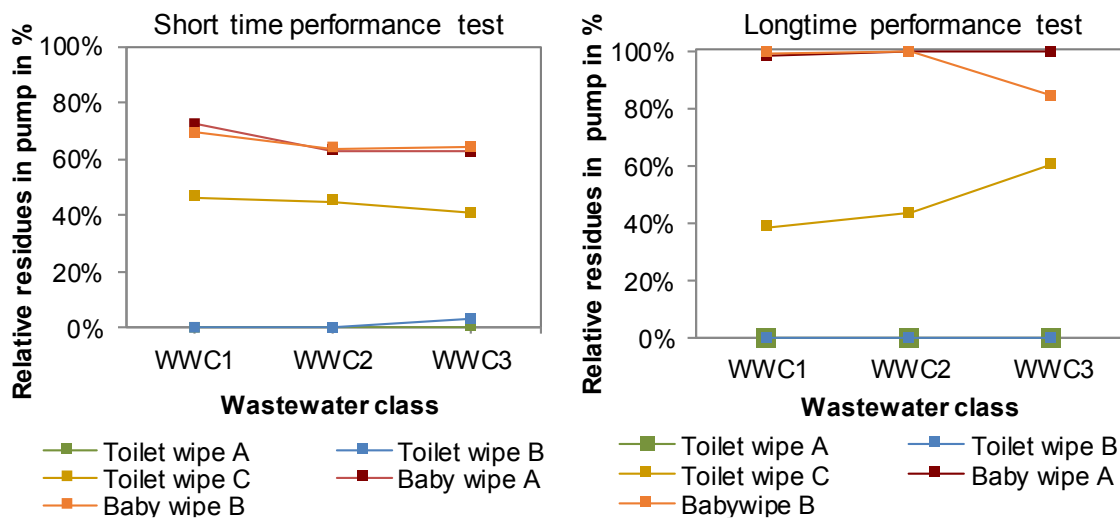 Short time performance test
Relative residues in pump in %
100%
80%
60%
40%
20%
0%
WWC1 WWC2 WWC3
Wastewater class
Toilet wipe A Toilet wipe B
Toilet wipe C Baby wipe A
Baby wipe B
Longtime performance test
Relative residues in pump in %
100%
80%
60%
40%
20%
0%
WWC1 WWC2 WWC3
Wastewater class
Toilet wipe A Toilet wipe B
Toilet wipe C Baby wipe A
Babywipe B